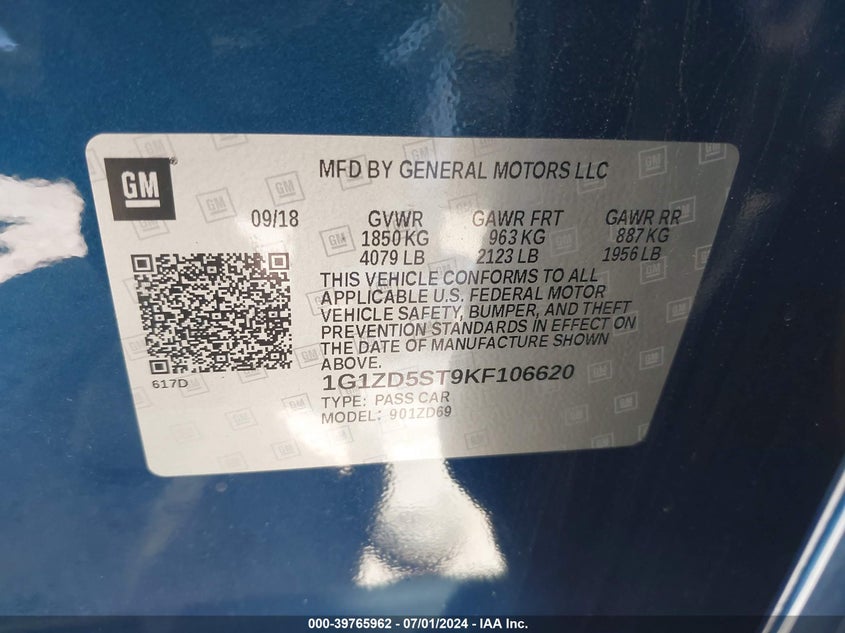 GM
MFD BY GENERAL MOTORS LLC
09/18 GVWR GAWR FRT GAWR RR
1850 KG 963 KG 887 KG
4079 LB 2123 LB 1956 LB
THIS VEHICLE CONFORMS TO ALL
APPLICABLE U.S. FEDERAL MOTOR
VEHICLE SAFETY, BUMPER, AND THEFT
PREVENTION STANDARDS IN EFFECT ON
THE DATE OF MANUFACTURE SHOWN
ABOVE.
617D
1G1ZD5ST9KF106620
TYPE: PASS CAR
MODEL: 901ZD69
000-39765962 / 07/01/2024 - IAA Inc.